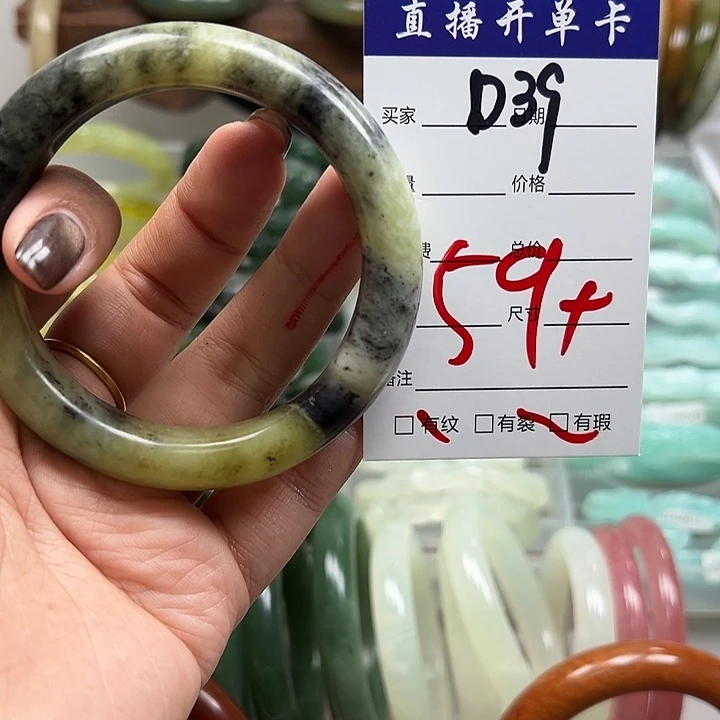 直播开单卡
买家 D39 日期
价格
费 总价
59+
尺寸
备注
☐有纹 ☐有裂 ☐有瑕